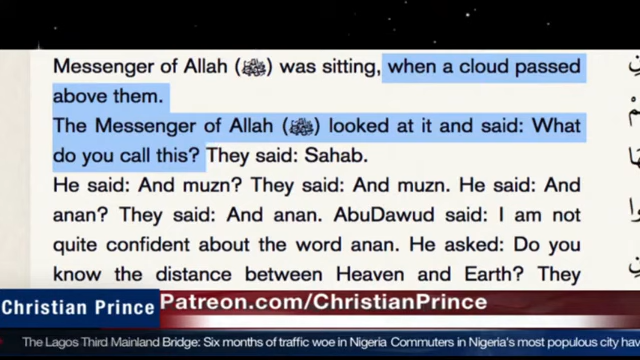 Messenger of Allah (ﷺ) was sitting, when a cloud passed
above them.
The Messenger of Allah (ﷺ) looked at it and said: What
do you call this? They said: Sahab.
He said: And muzn? They said: And muzn. He said: And
anan? They said: And anan. AbuDawud said: I am not
quite confident about the word anan. He asked: Do you
know the distance between Heaven and Earth? They
Christian Prince
Patreon.com/ChristianPrince
The Lagos Third Mainland Bridge: Six months of traffic woe in Nigeria Commuters in Nigeria's most populous city hav